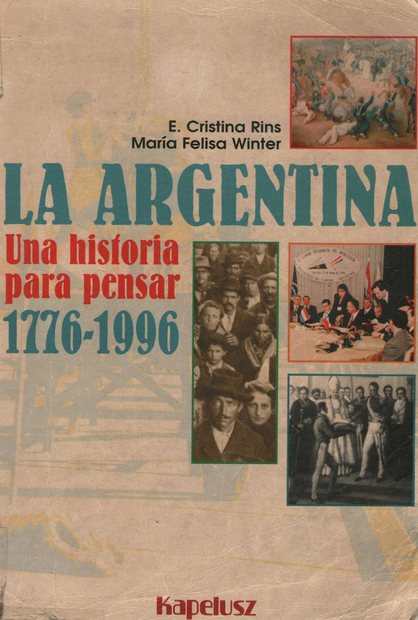 E. Cristina Rins
María Felisa Winter
LA ARGENTINA
Una historia
para pensar
1776-1996
Kapelusz